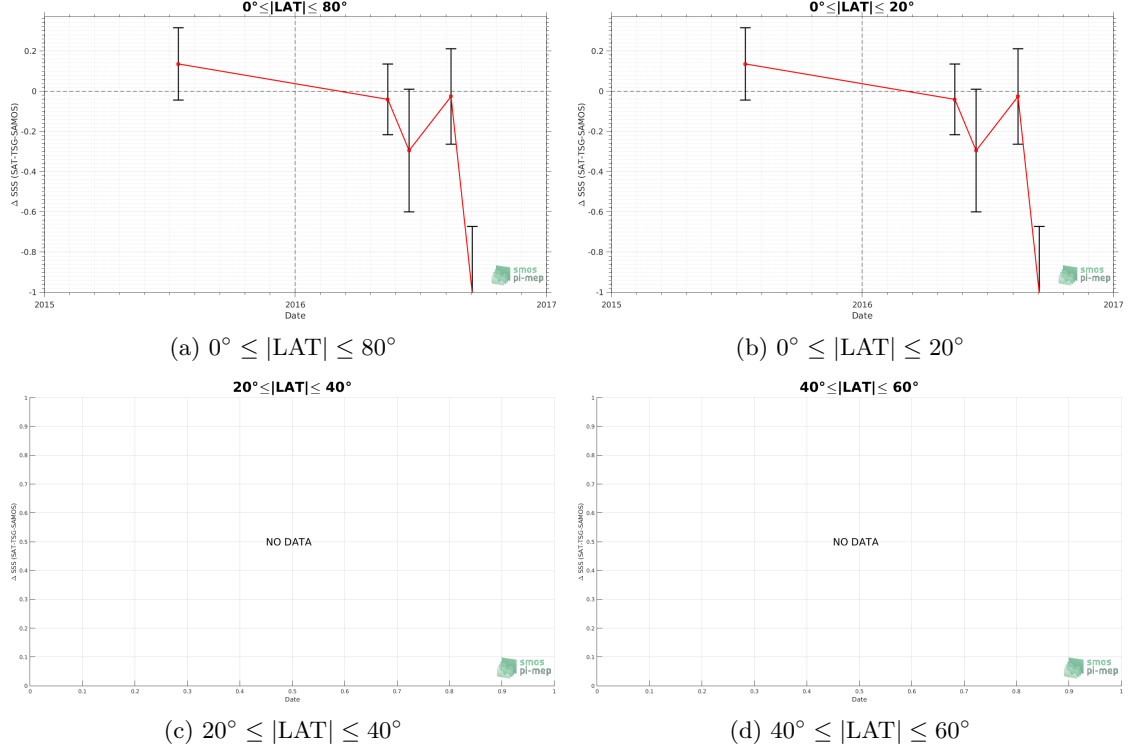 0°≤|LAT|≤ 80°
0.2
0
-0.2
-0.4
-0.6
-0.8
-1
Δ SSS (SAT-TSG-SAMOS)
2015
2016
2017
Date
smos
pi-mep
(a) 0° ≤ |LAT| ≤ 80°
0°≤|LAT|≤ 20°
0.2
0
-0.2
-0.4
-0.6
-0.8
-1
Δ SSS (SAT-TSG-SAMOS)
2015
2016
2017
Date
smos
pi-mep
(b) 0° ≤ |LAT| ≤ 20°
20°≤|LAT|≤ 40°
1
0.9
0.8
0.7
0.6
0.5
0.4
0.3
0.2
0.1
0
Δ SSS (SAT-TSG-SAMOS)
NO DATA
0 0.1 0.2 0.3 0.4 0.5 0.6 0.7 0.8 0.9 1
Date
smos
pi-mep
(c) 20° ≤ |LAT| ≤ 40°
40°≤|LAT|≤ 60°
1
0.9
0.8
0.7
0.6
0.5
0.4
0.3
0.2
0.1
0
Δ SSS (SAT-TSG-SAMOS)
NO DATA
0 0.1 0.2 0.3 0.4 0.5 0.6 0.7 0.8 0.9 1
Date
smos
pi-mep
(d) 40° ≤ |LAT| ≤ 60°